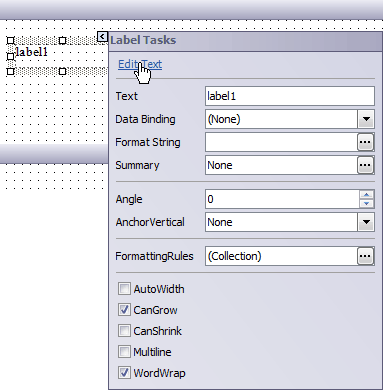 label1
Label Tasks
Edit Text
Text label1
Data Binding (None)
Format String
Summary None
Angle 0
AnchorVertical None
FormattingRules (Collection)
AutoWidth
CanGrow
CanShrink
Multiline
WordWrap